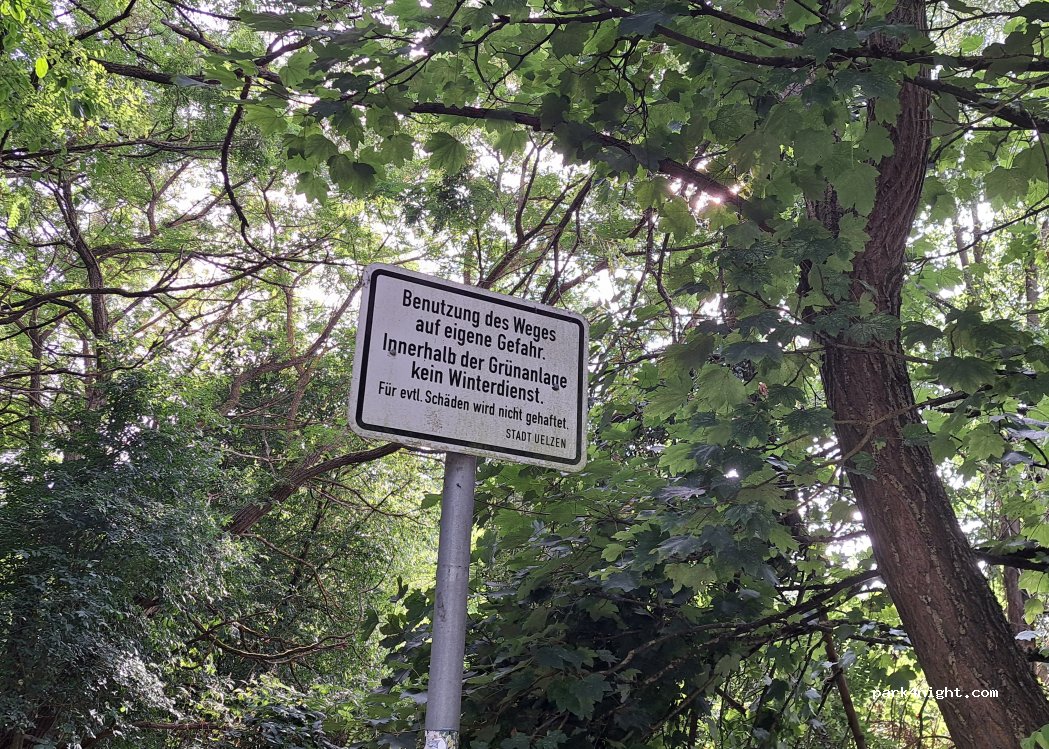 Benutzung des Weges
auf eigene Gefahr.
Innerhalb der Grünanlage
kein Winterdienst.
Für evtl. Schäden wird nicht gehaftet.
STADT UELZEN
park4night.com